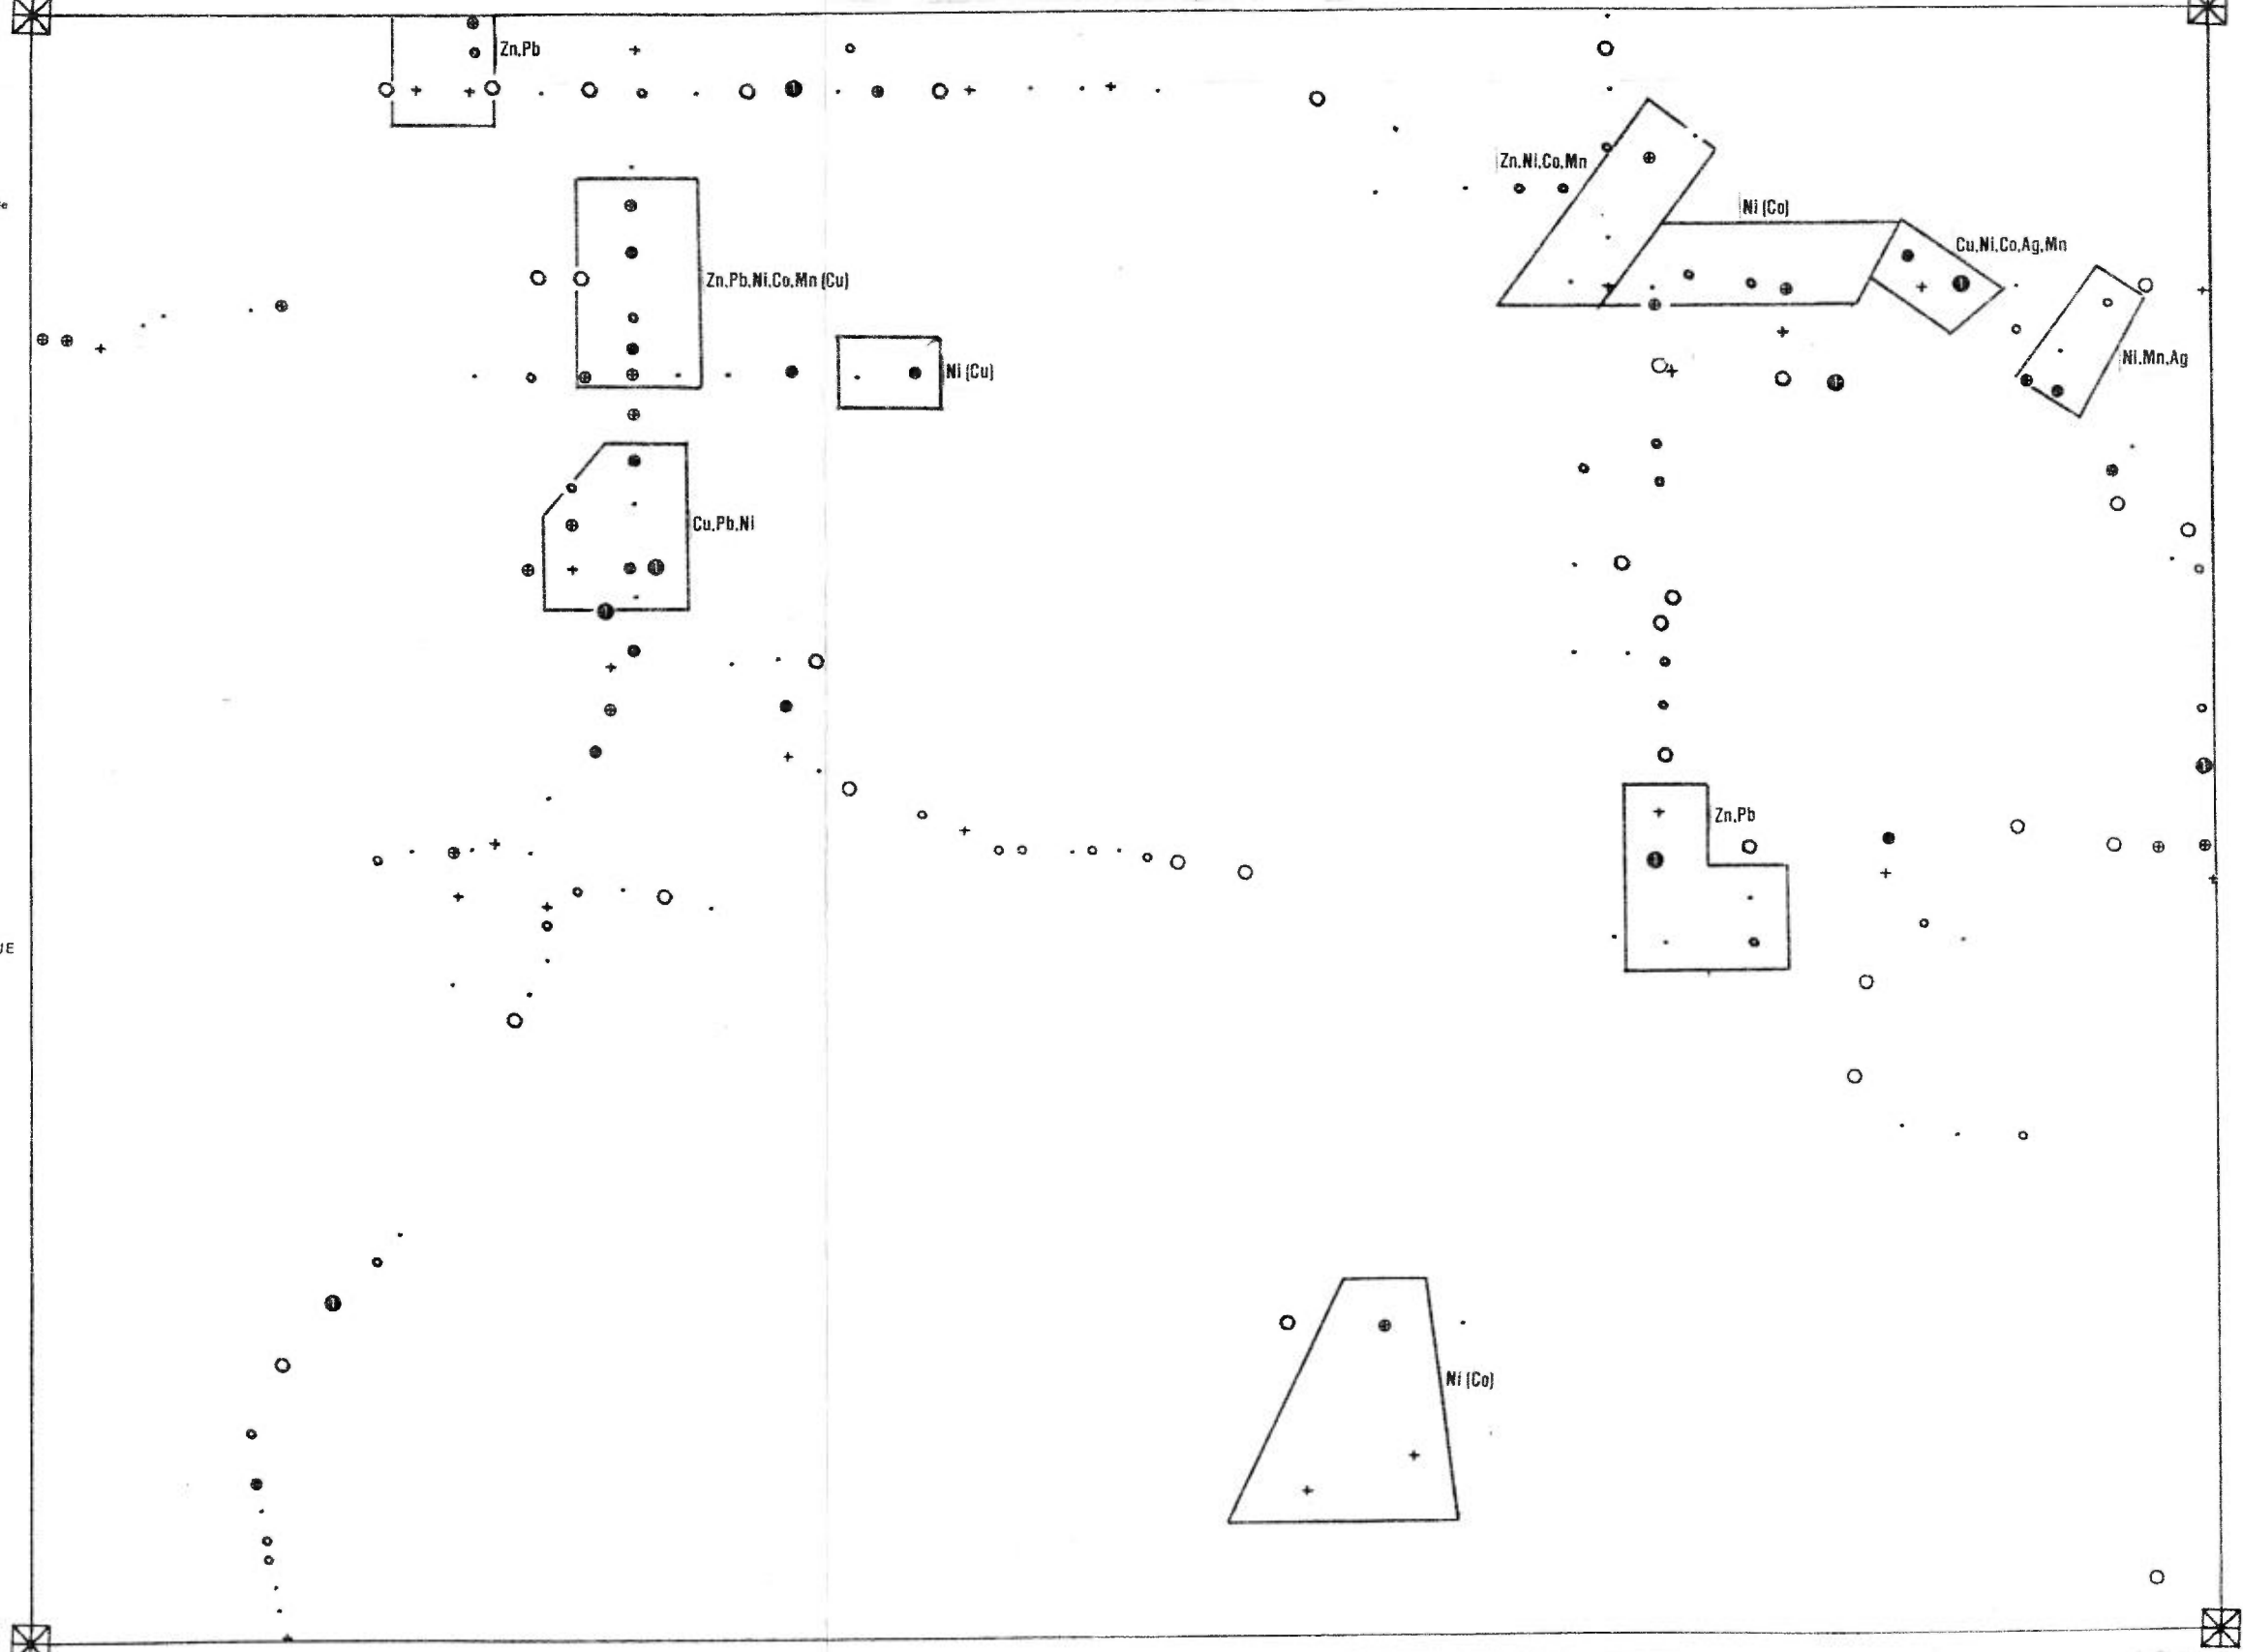 Zn,Pb
Zn.Ni.Co.Mn
e
Ni (Co)
Cu.Ni.Co.Ag.Mn
Zn.Pb.Ni.Co.Mn (Cu)
Ni.Mn.Ag
Ni (Cu)
Cu.Pb.Ni
Zn.Pb
E
Ni (Co)